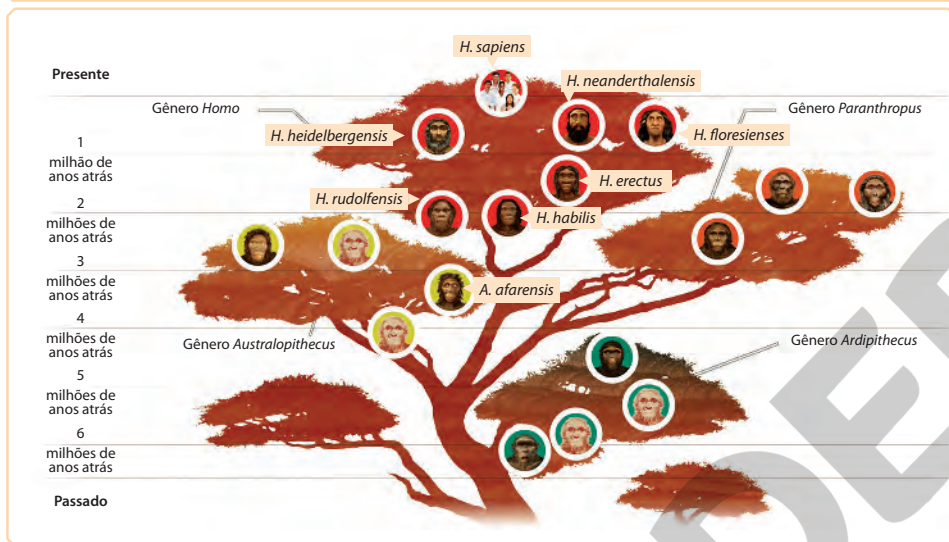 H. sapiens
Presente
H. neanderthalensis
Gênero Homo
Gênero Paranthropus
H. heidelbergensis
H. floresienses
1
milhão de
anos atrás
H. erectus
H. rudolfensis
2
H. habilis
milhões de
anos atrás
3
milhões de
anos atrás
A. afarensis
4
milhões de
anos atrás
Gênero Australopithecus
Gênero Ardipithecus
5
milhões de
anos atrás
6
milhões de
anos atrás
Passado